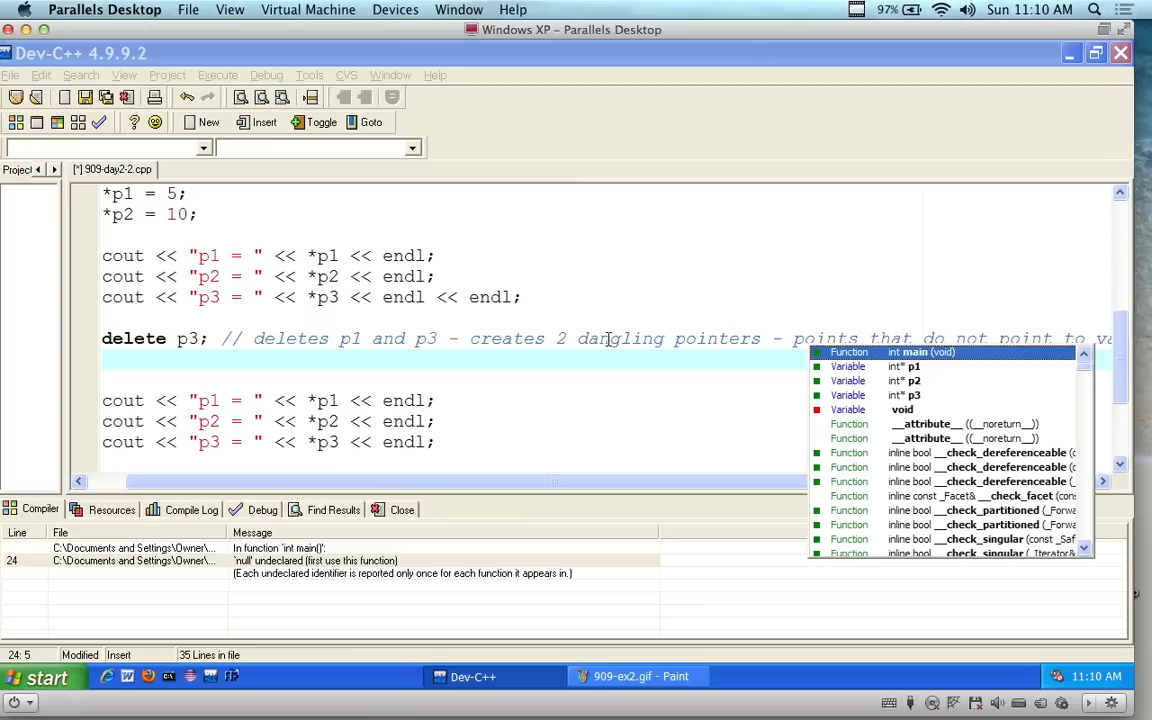 Parallels Desktop File View Virtual Machine Devices Window Help 97% Sun 11:10 AM
Windows XP - Parallels Desktop
Dev-C++ 4.9.9.2
File Edit Search View Project Execute Debug Tools CVS Window Help
New Insert Toggle Goto
Project [*] 909-day2-2.cpp
*p1 = 5;
*p2 = 10;
cout << "p1 = " << *p1 << endl;
cout << "p2 = " << *p2 << endl;
cout << "p3 = " << *p3 << endl << endl;
delete p3; // deletes p1 and p3 - creates 2 dangling pointers - points that do not point to va
Function int main (void)
Variable int* p1
Variable int* p2
Variable int* p3
Variable void
Function __attribute__ ((__noreturn__))
Function __attribute__ ((__noreturn__))
Function inline bool __check_dereferenceable (c
Function inline bool __check_dereferenceable (c
Function inline bool __check_dereferenceable (_
Function inline const _Facet& __check_facet (cons
Function inline bool __check_partitioned (_Forwa
Function inline bool __check_partitioned (_Forwa
Function inline bool __check_singular (const _Saf
Function inline bool __check_singular (_Iterator&
cout << "p1 = " << *p1 << endl;
cout << "p2 = " << *p2 << endl;
cout << "p3 = " << *p3 << endl;
Compiler Resources Compile Log Debug Find Results Close
Line File Message
C:\Documents and Settings\Owner\... In function `int main()':
24 C:\Documents and Settings\Owner\... `null' undeclared (first use this function)
(Each undeclared identifier is reported only once for each function it appears in.)
24: 5 Modified Insert 35 Lines in file
start Dev-C++ 909-ex2.gif - Paint 11:10 AM